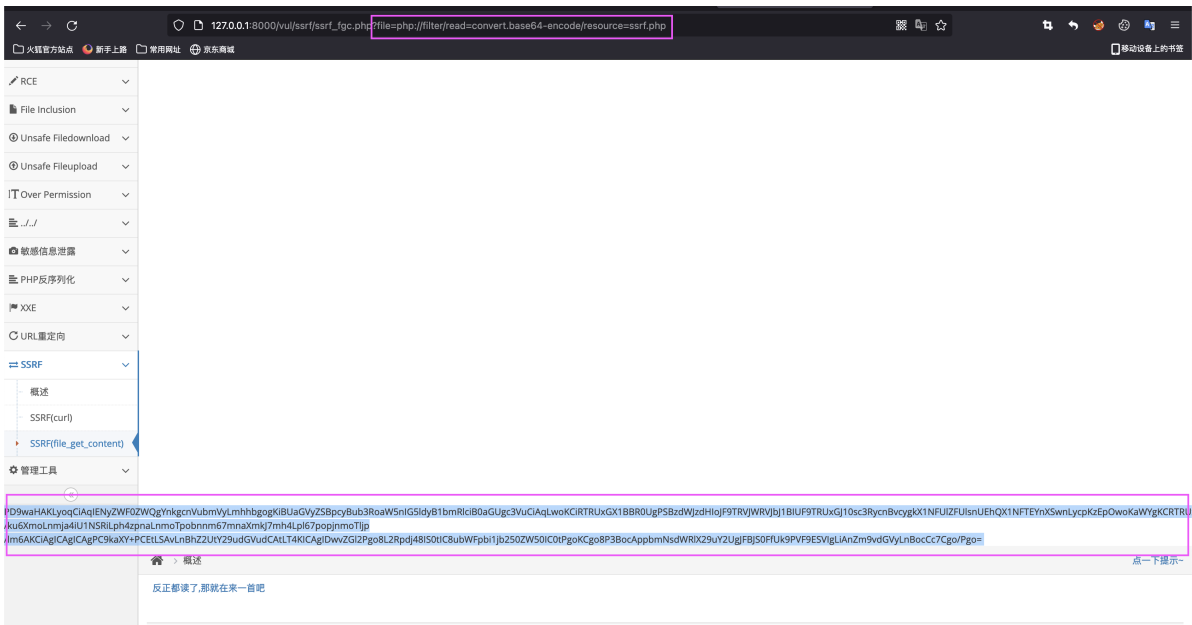 127.0.0.1:8000/vul/ssrf/ssrf_fgc.php?file=php://filter/read=convert.base64-encode/resource=ssrf.php
火狐官方站点 新手上路 常用网址 京东商城 移动设备上的书签
RCE
File Inclusion
Unsafe Filedownload
Unsafe Fileupload
Over Permission
../../
敏感信息泄露
PHP反序列化
XXE
URL重定向
SSRF
概述
SSRF(curl)
SSRF(file_get_content)
管理工具
概述 点一下提示~
反正都读了,那就在来一首吧